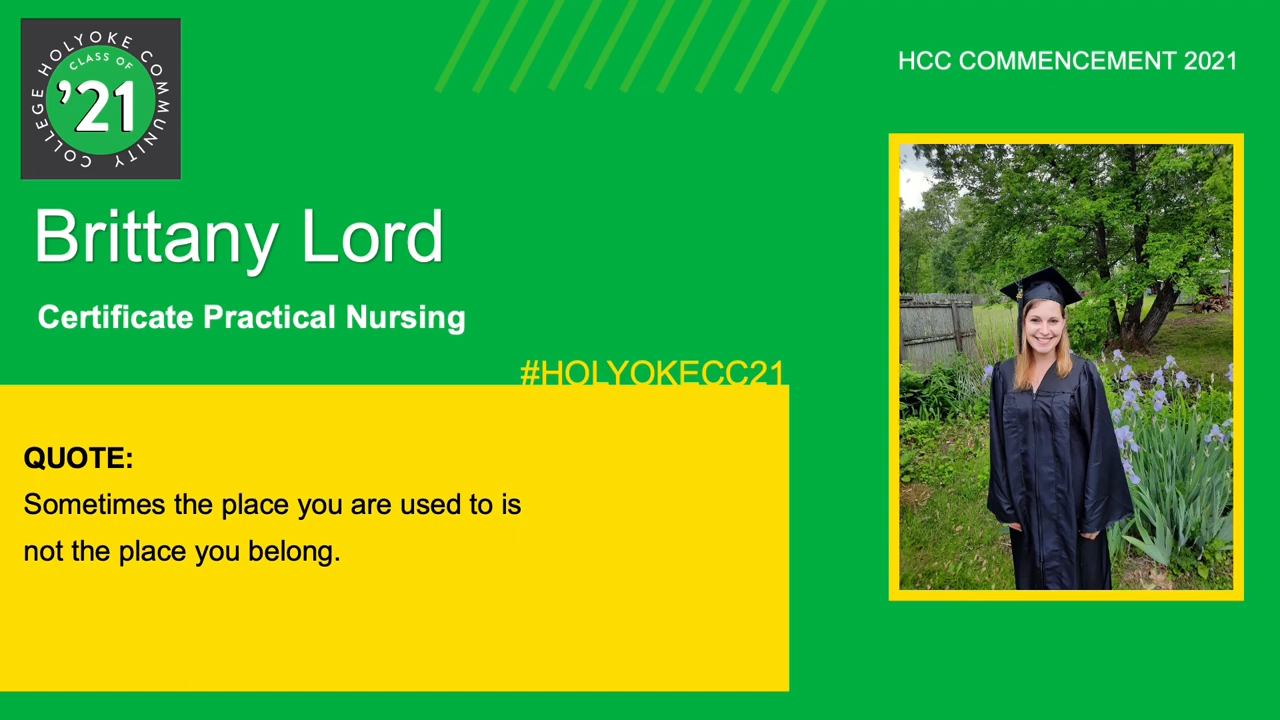 HOLYOKE COMMUNITY COLLEGE
CLASS OF
’21
HCC COMMENCEMENT 2021
Brittany Lord
Certificate Practical Nursing
#HOLYOKECC21
QUOTE:
Sometimes the place you are used to is
not the place you belong.